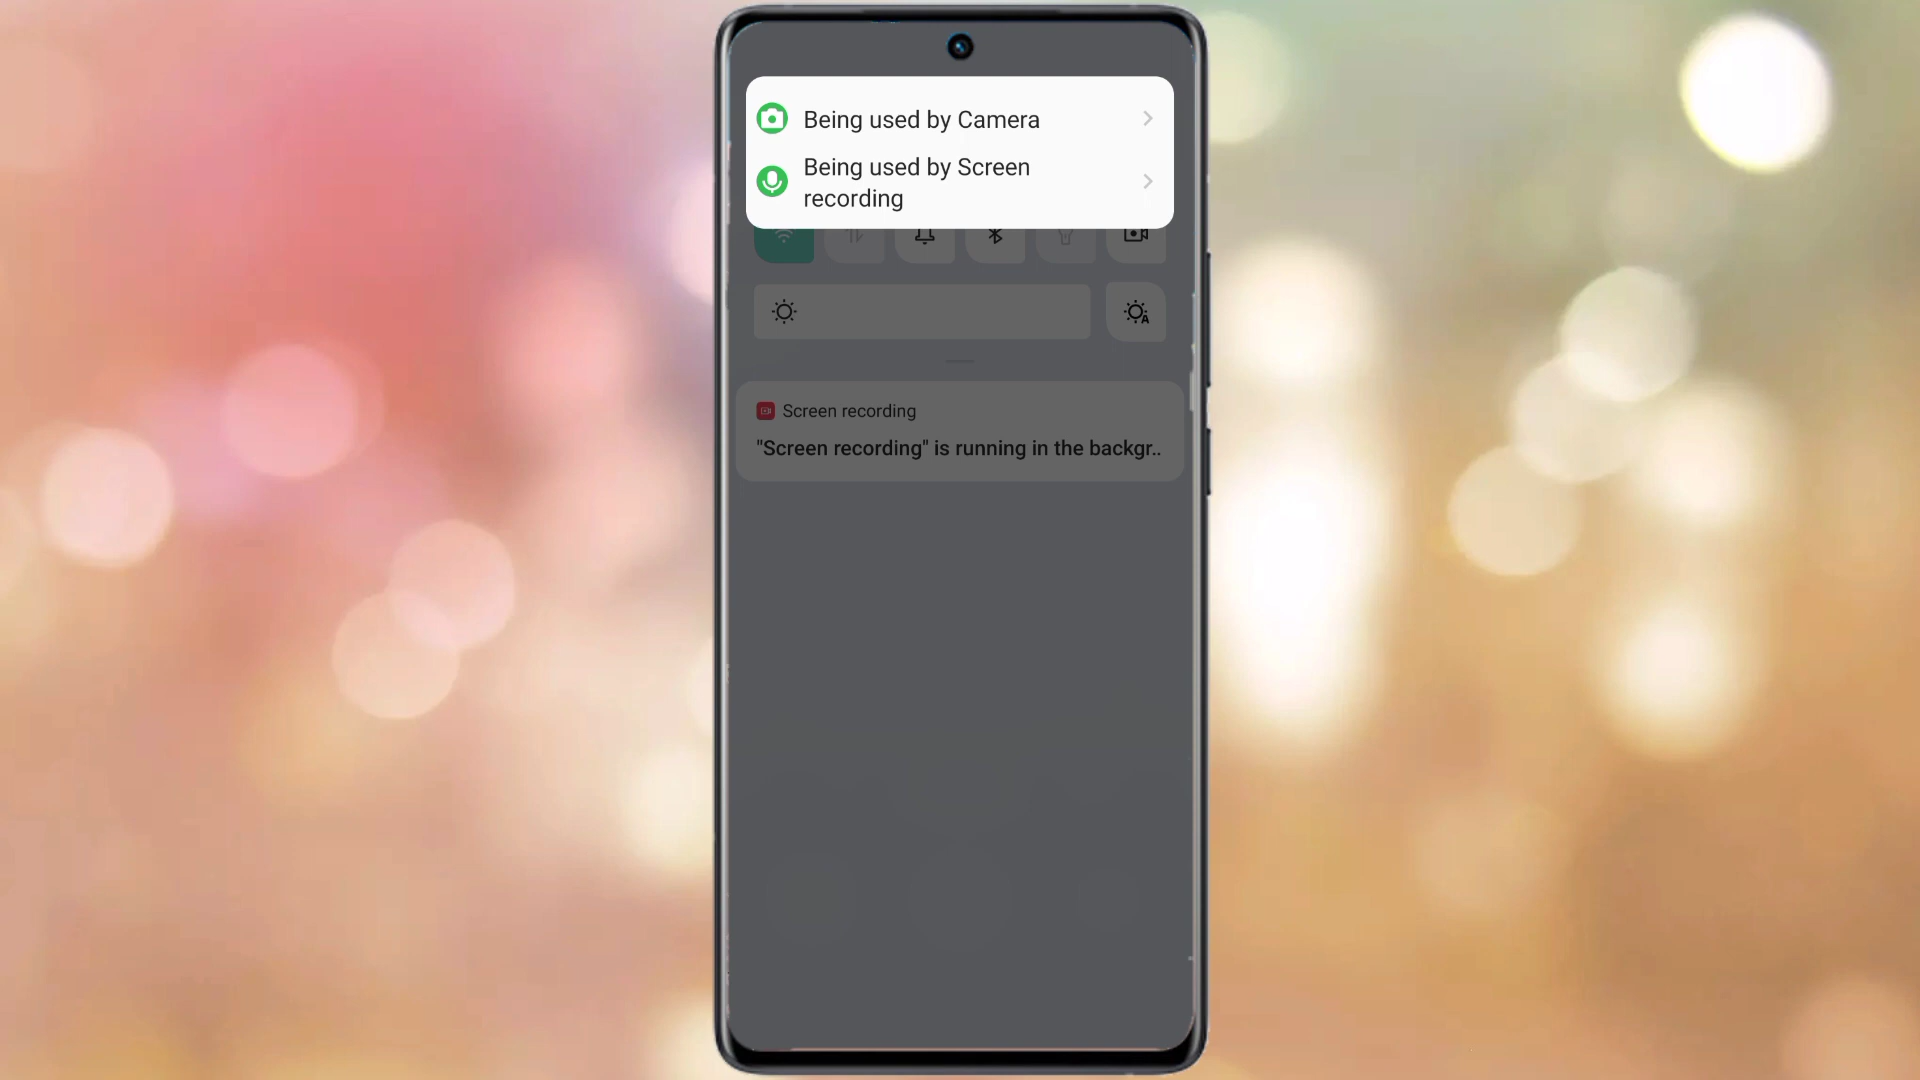 Being used by Camera
Being used by Screen
recording
A
Screen recording
"Screen recording" is running in the backgr..